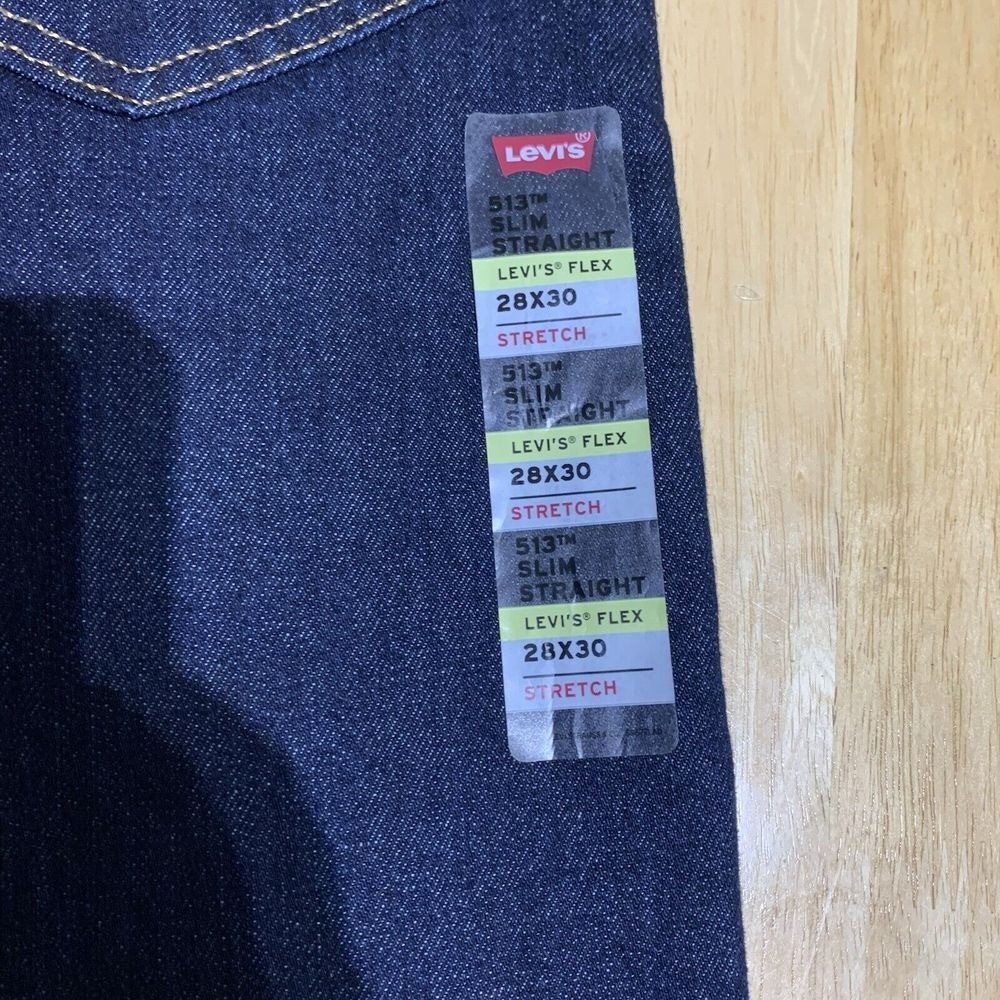 Levi's®
513™
SLIM
STRAIGHT
LEVI'S® FLEX
28X30
STRETCH
513™
SLIM
STRAIGHT
LEVI'S® FLEX
28X30
STRETCH
513™
SLIM
STRAIGHT
LEVI'S® FLEX
28X30
STRETCH